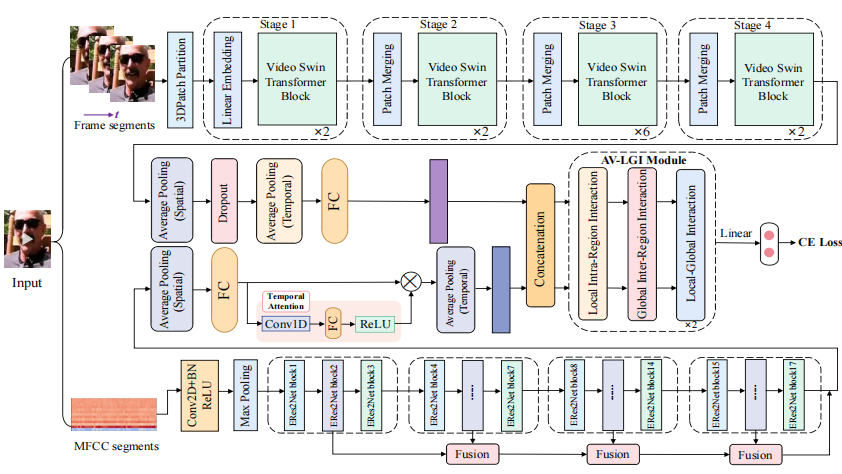 Stage 1
Stage 2
Stage 3
Stage 4
Frame segments
t
3DPatch Partition
Linear Embedding
Video Swin
Transformer
Block
×2
Patch Merging
Video Swin
Transformer
Block
×2
Patch Merging
Video Swin
Transformer
Block
×6
Patch Merging
Video Swin
Transformer
Block
×2
Input
Average Pooling
(Spatial)
Dropout
Average Pooling
(Temporal)
FC
Average Pooling
(Spatial)
FC
Temporal
Attention
Conv1D
FC
ReLU
Average Pooling
(Temporal)
Concatenation
AV-LGI Module
Local Intra-Region Interaction
Global Inter-Region Interaction
Local-Global Interaction
×2
Linear
CE Loss
MFCC segments
Conv2D+BN
ReLU
Max Pooling
ERes2Net block1
ERes2Net block2
ERes2Net block3
ERes2Net block4
......
ERes2Net block7
ERes2Net block8
......
ERes2Net block14
ERes2Net block15
......
ERes2Net block17
Fusion
Fusion
Fusion